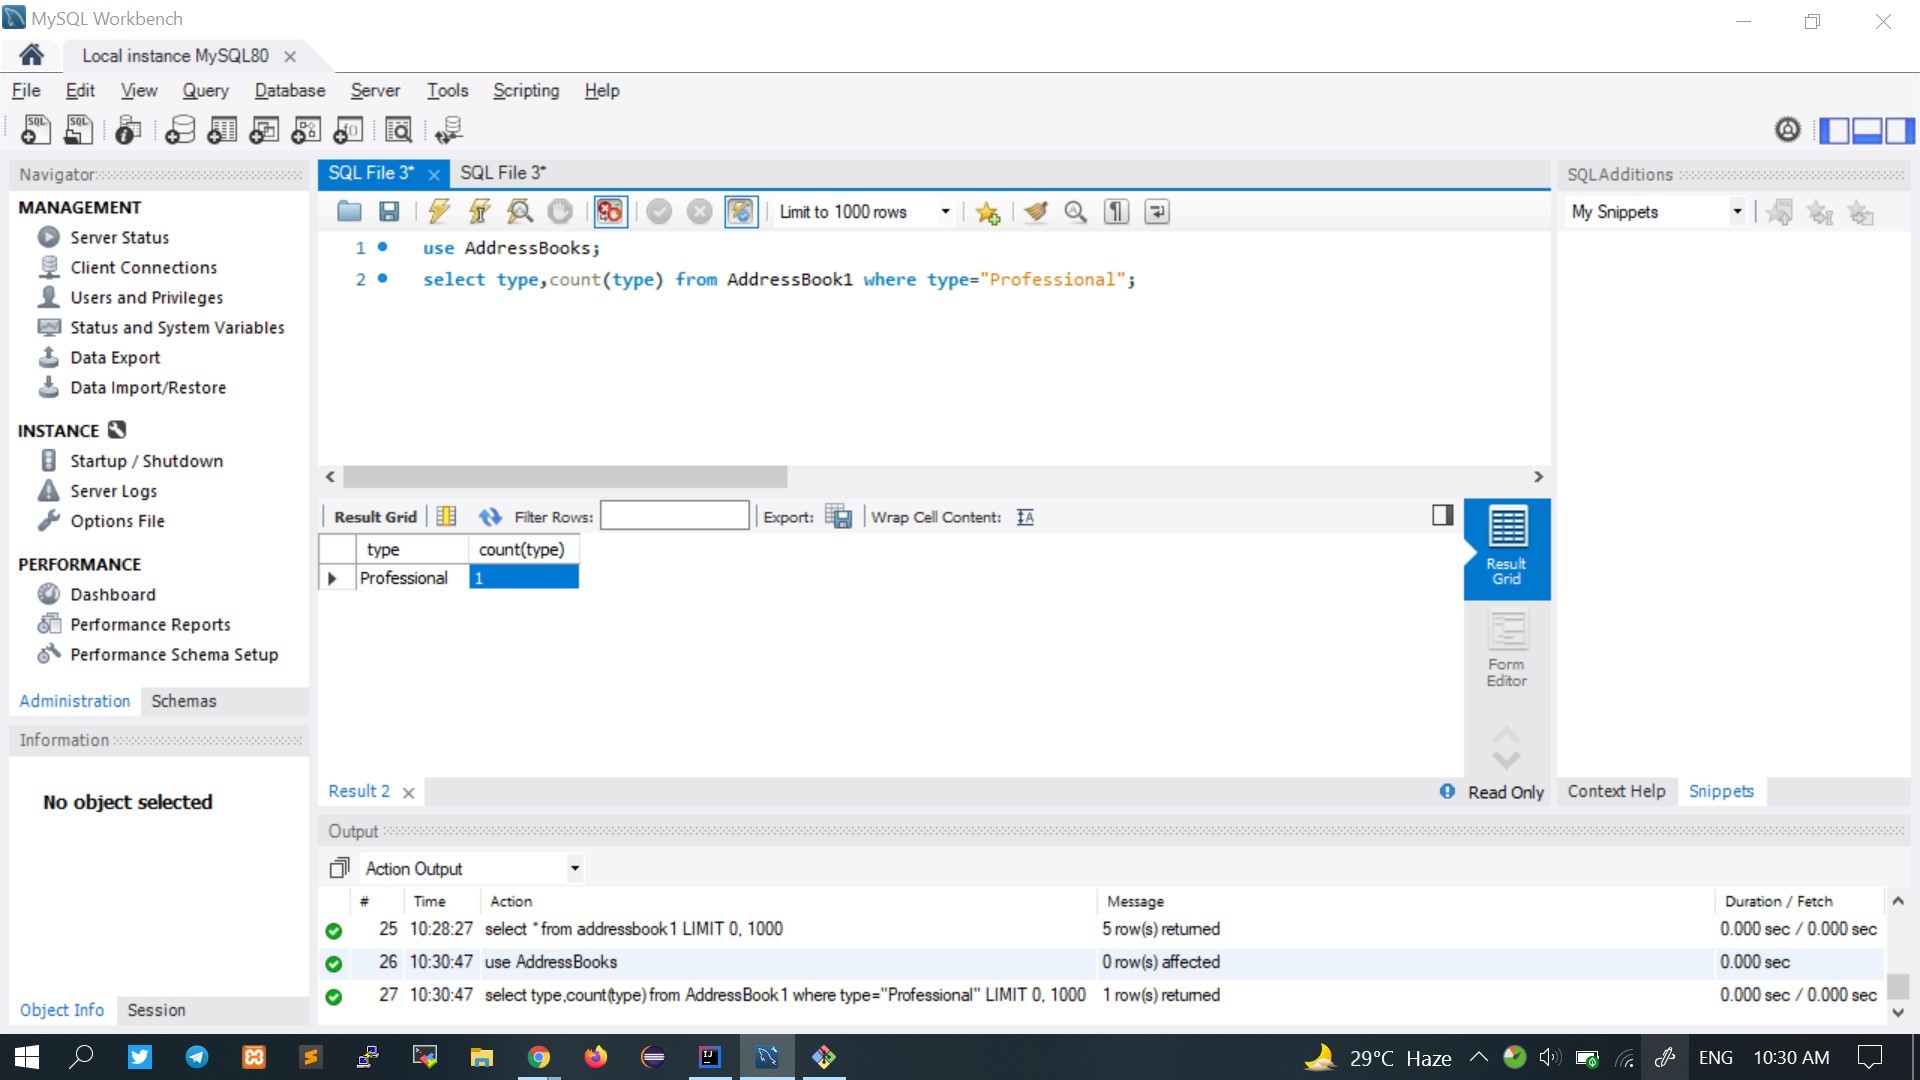 MySQL Workbench
Local instance MySQL80
File Edit View Query Database Server Tools Scripting Help
Navigator
MANAGEMENT
Server Status
Client Connections
Users and Privileges
Status and System Variables
Data Export
Data Import/Restore
INSTANCE
Startup / Shutdown
Server Logs
Options File
PERFORMANCE
Dashboard
Performance Reports
Performance Schema Setup
Administration Schemas
Information
No object selected
Object Info Session
SQL File 3* SQL File 3*
Limit to 1000 rows
1 use AddressBooks;
2 select type,count(type) from AddressBook1 where type="Professional";
Result Grid Filter Rows: Export: Wrap Cell Content:
type count(type)
Professional 1
Result Grid
Form Editor
Result 2 Read Only
SQLAdditions
My Snippets
Context Help Snippets
Output
Action Output
# Time Action Message Duration / Fetch
25 10:28:27 select * from addressbook1 LIMIT 0, 1000 5 row(s) returned 0.000 sec / 0.000 sec
26 10:30:47 use AddressBooks 0 row(s) affected 0.000 sec
27 10:30:47 select type,count(type) from AddressBook1 where type="Professional" LIMIT 0, 1000 1 row(s) returned 0.000 sec / 0.000 sec
29°C Haze ENG 10:30 AM